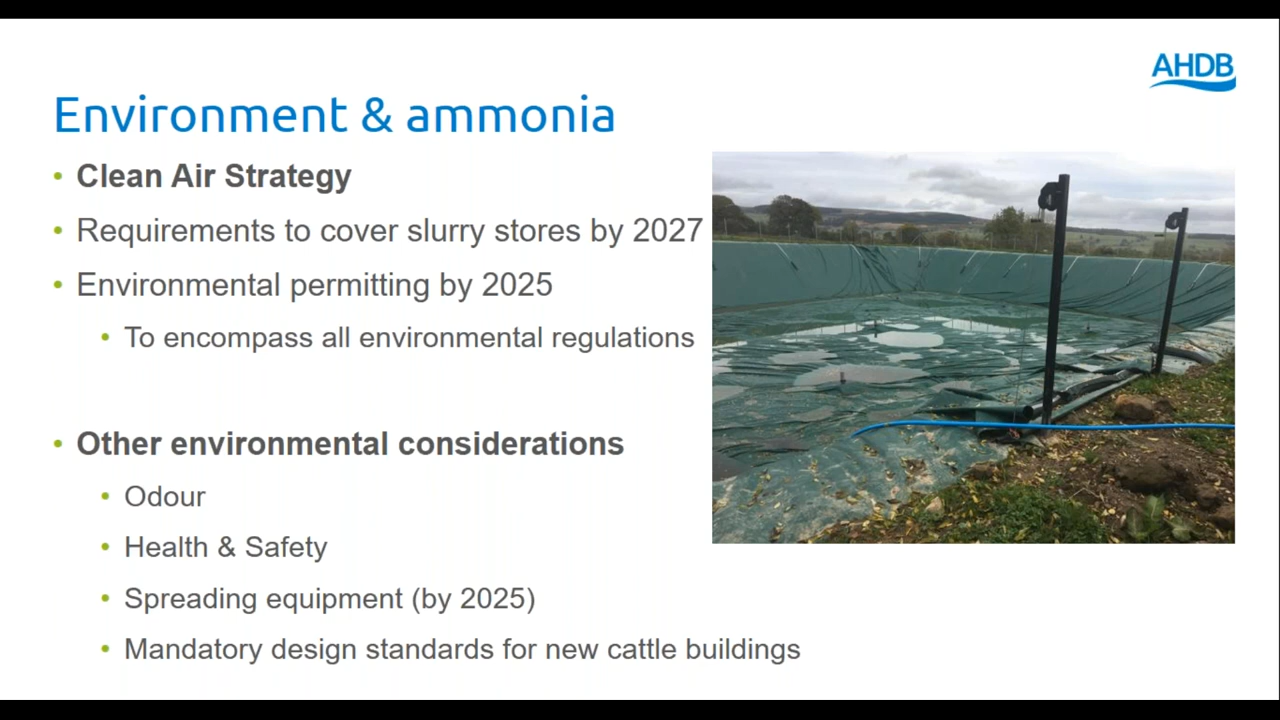 AHDB
Environment & ammonia
• Clean Air Strategy
• Requirements to cover slurry stores by 2027
• Environmental permitting by 2025
• To encompass all environmental regulations
• Other environmental considerations
• Odour
• Health & Safety
• Spreading equipment (by 2025)
• Mandatory design standards for new cattle buildings